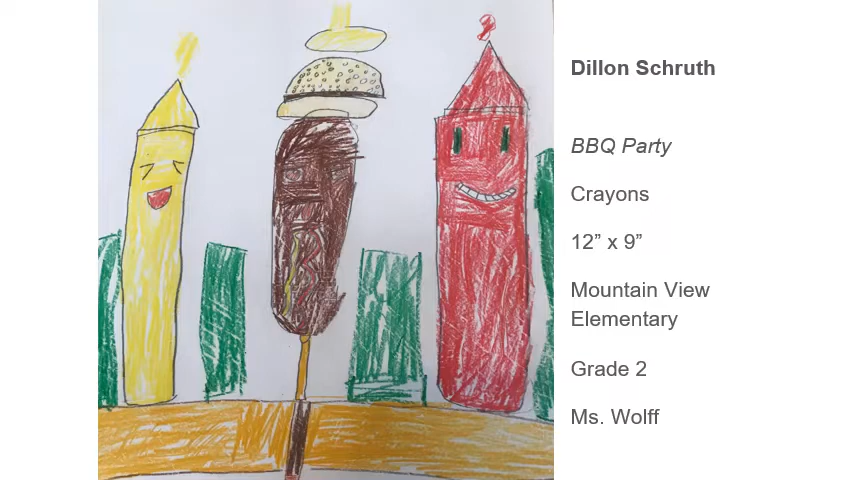 Dillon Schruth
BBQ Party
Crayons
12” x 9”
Mountain View
Elementary
Grade 2
Ms. Wolff